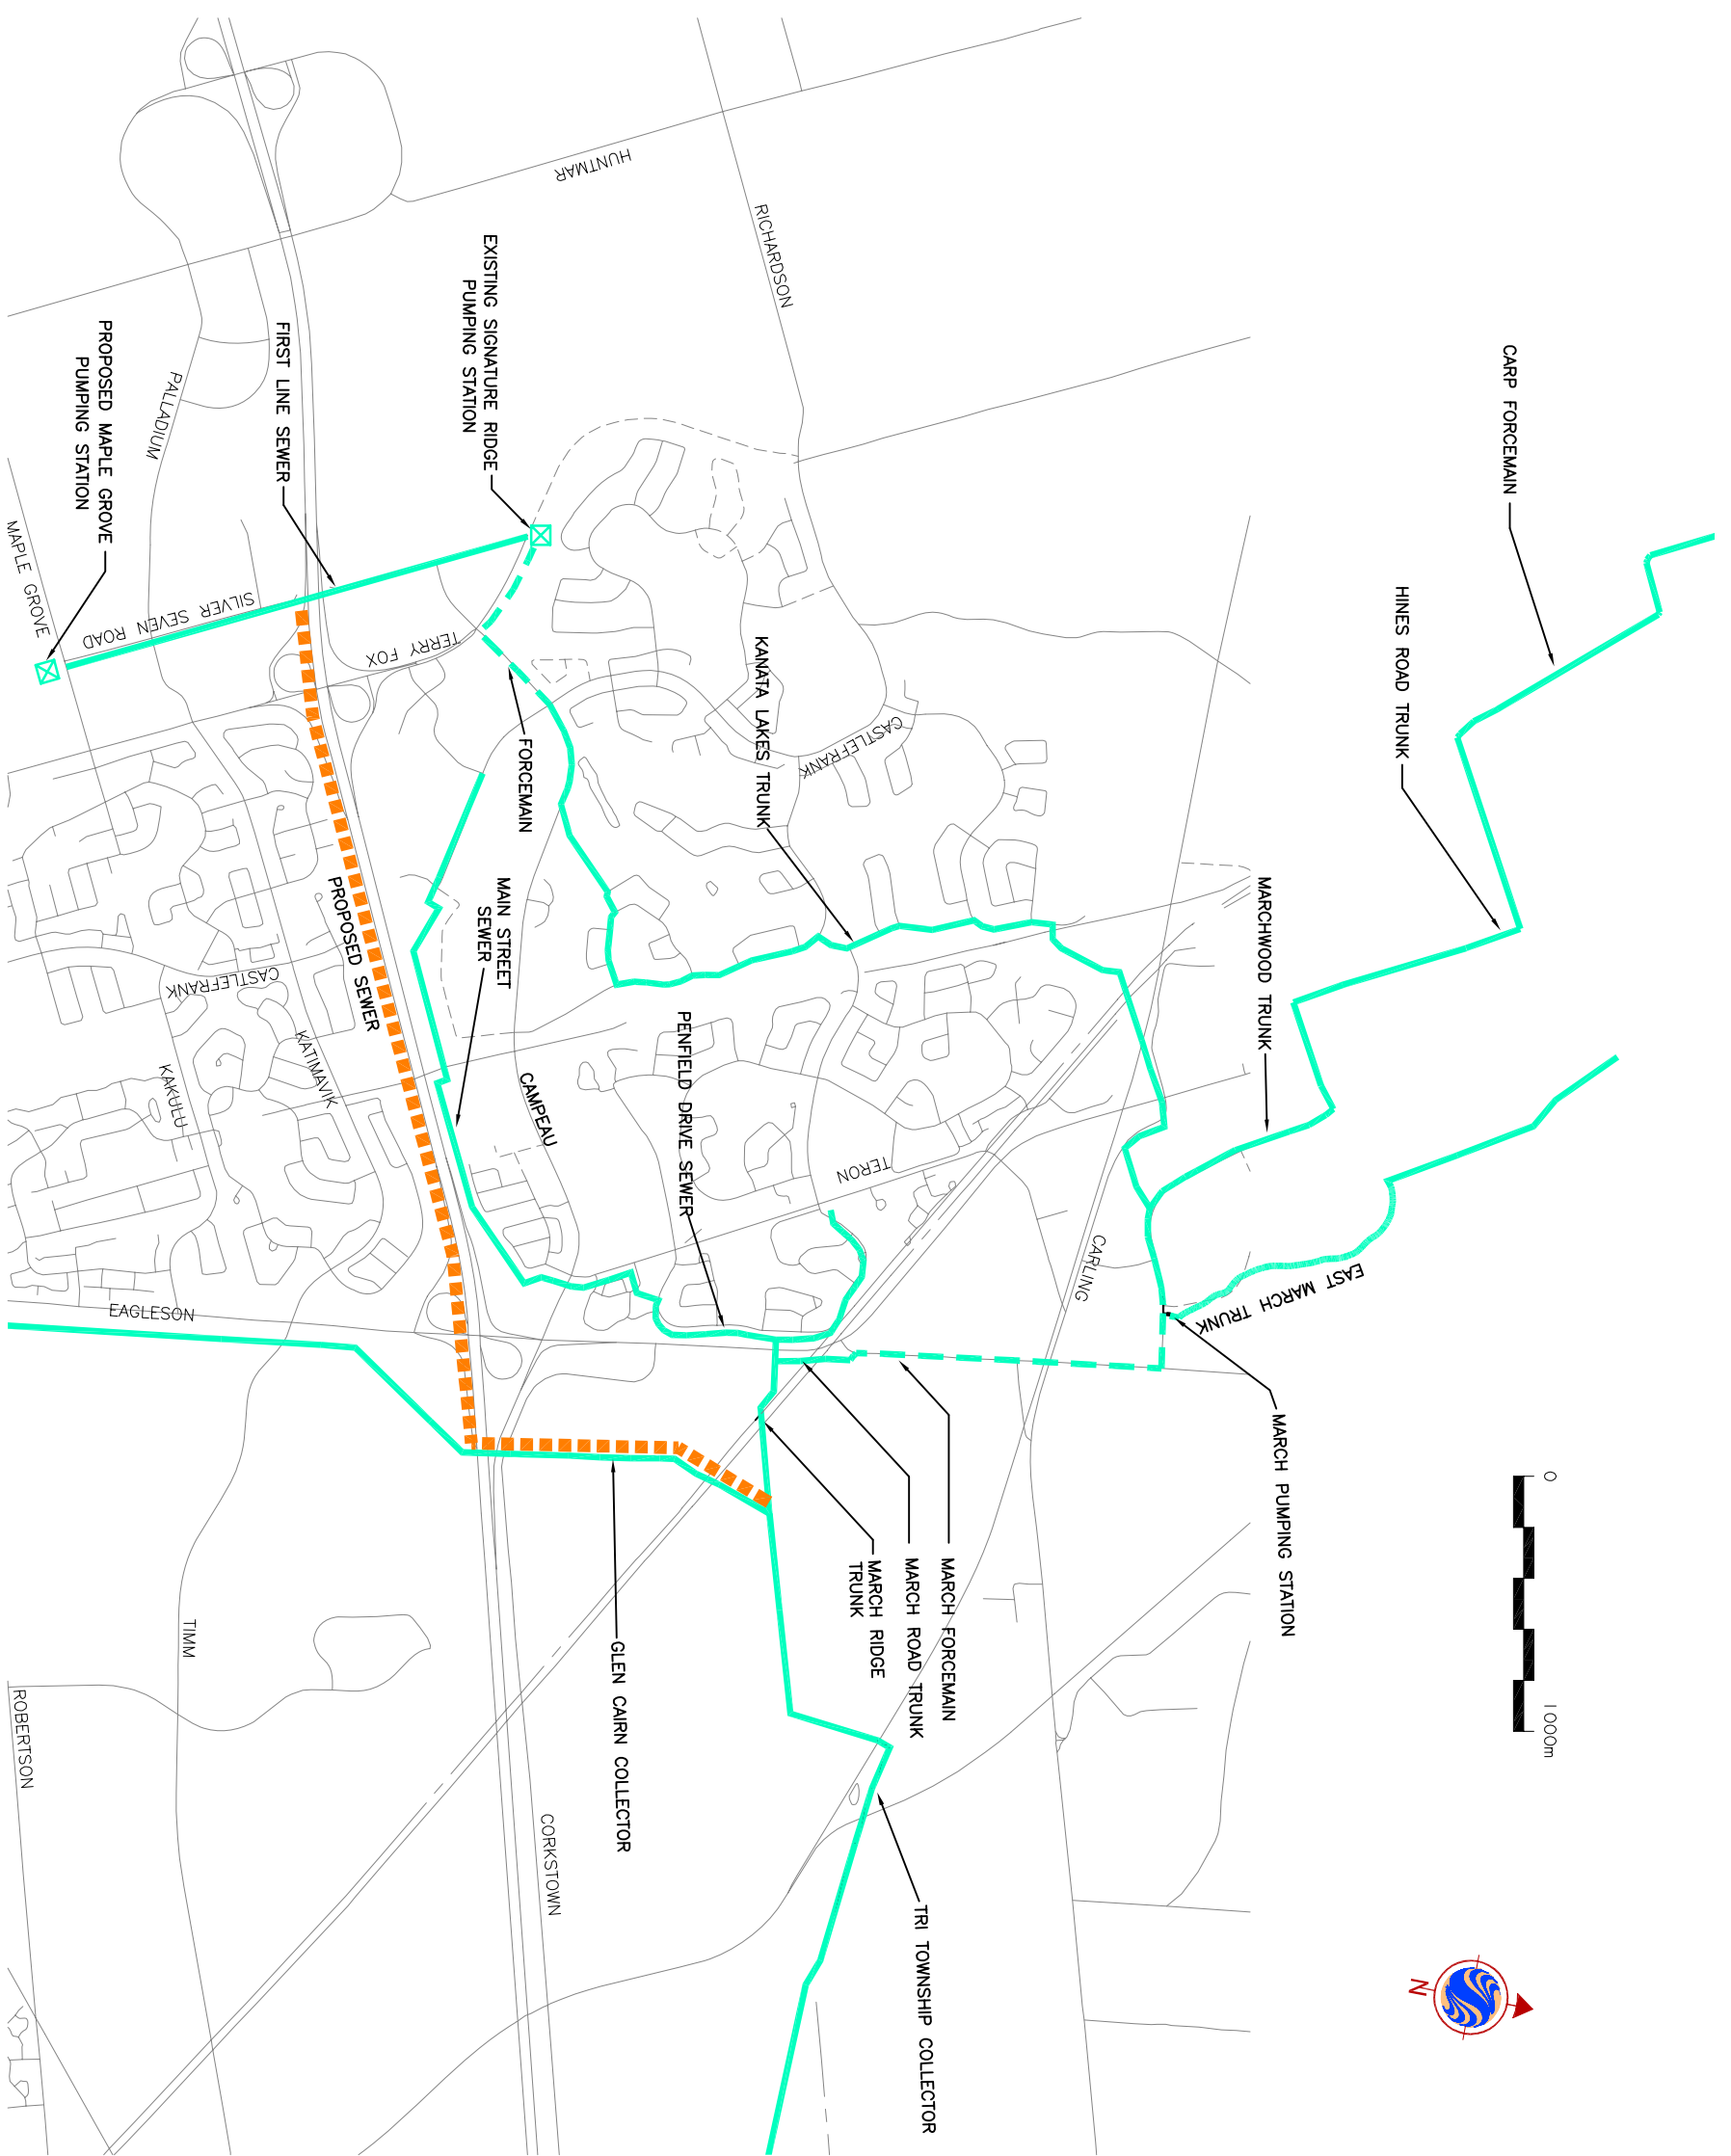 CARP FORCEMAIN
HINES ROAD TRUNK
MARCHWOOD TRUNK
EAST MARCH TRUNK
MARCH PUMPING STATION
0
1000m
N
HUNTMAR
RICHARDSON
EXISTING SIGNATURE RIDGE
PUMPING STATION
FIRST LINE SEWER
PALLADIUM
PROPOSED MAPLE GROVE
PUMPING STATION
MAPLE GROVE
SILVER SEVEN ROAD
TERRY FOX
FORCEMAIN
KANATA LAKES TRUNK
CASTLEFRANK
MAIN STREET
SEWER
PROPOSED SEWER
CASTLEFRANK
KATIMAVIK
KAKULU
CAMPEAU
PENFIELD DRIVE SEWER
TERON
CARLING
EAGLESON
MARCH FORCEMAIN
MARCH ROAD TRUNK
MARCH RIDGE
TRUNK
GLEN CAIRN COLLECTOR
TIMM
ROBERTSON
CORKSTOWN
TRI TOWNSHIP COLLECTOR